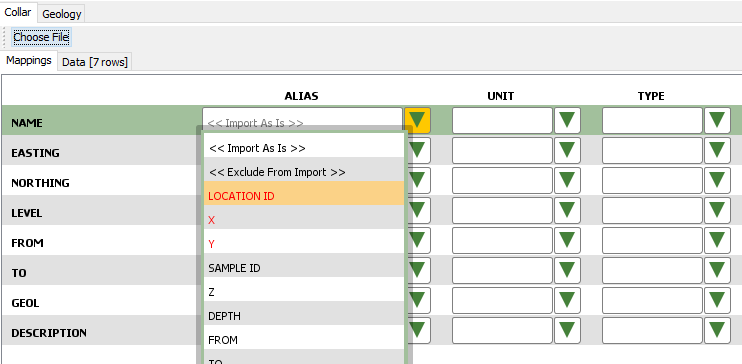 Collar Geology
Choose File
Mappings Data [7 rows]
ALIAS UNIT TYPE
NAME << Import As Is >>
EASTING << Import As Is >>
<< Exclude From Import >>
NORTHING LOCATION ID
LEVEL X
FROM Y
TO SAMPLE ID
GEOL Z
DESCRIPTION DEPTH
FROM
TO